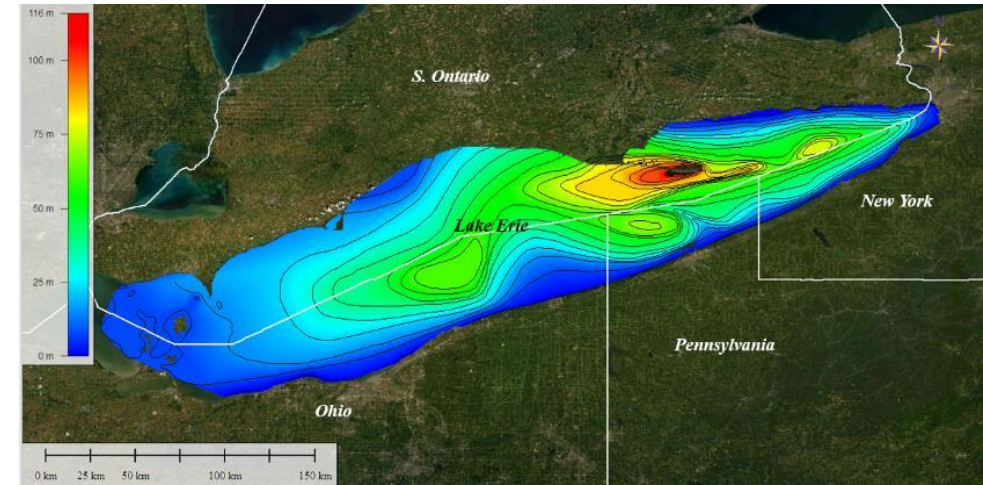 116 m
100 m
S. Ontario
75 m
50 m
New York
Lake Erie
25 m
Pennsylvania
0 m
Ohio
0 km 25 km 50 km 100 km 150 km